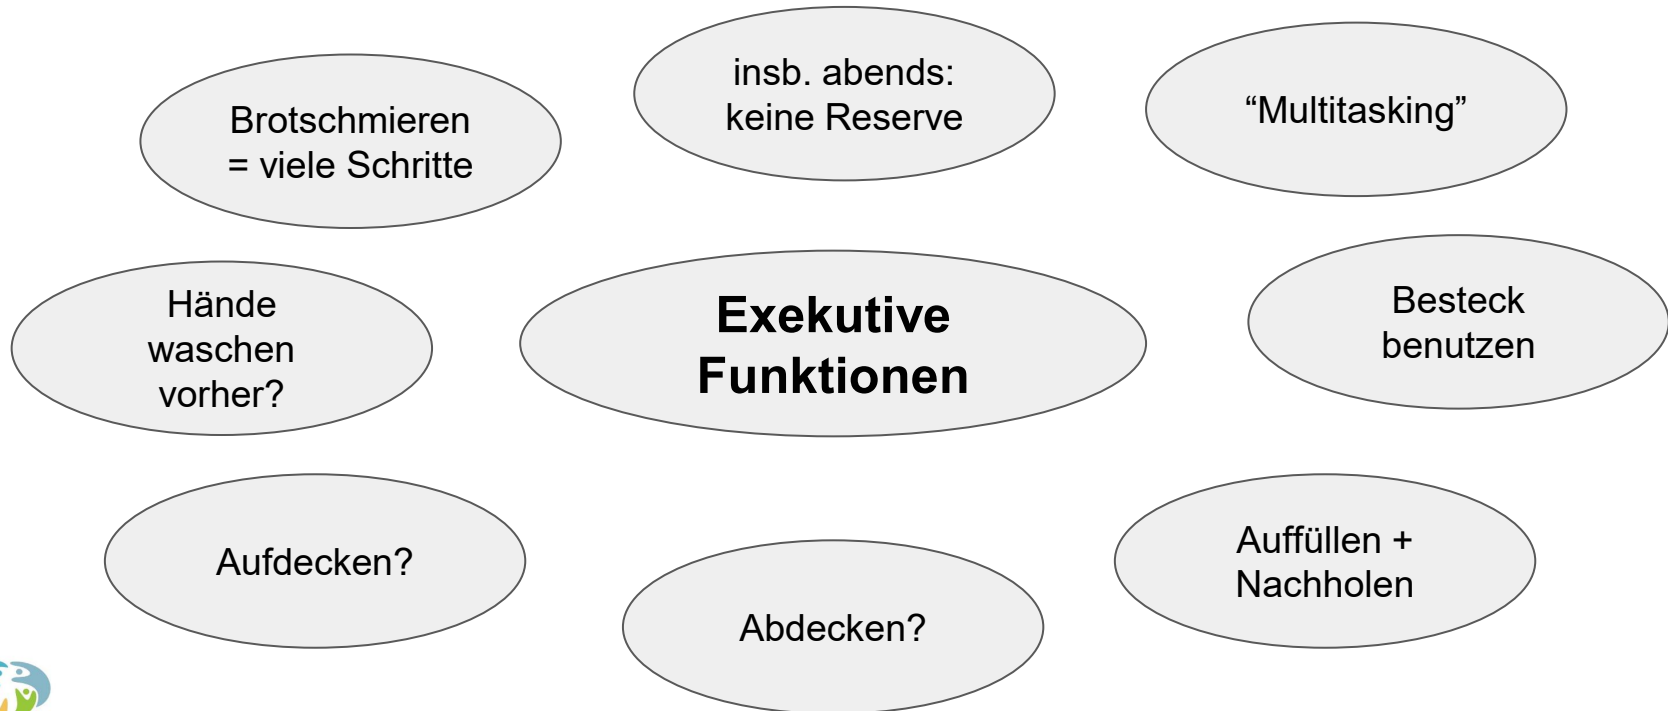 insb. abends:
keine Reserve
“Multitasking”
Brotschmieren
= viele Schritte
Hände
waschen
vorher?
Exekutive
Funktionen
Besteck
benutzen
Aufdecken?
Abdecken?
Auffüllen +
Nachholen